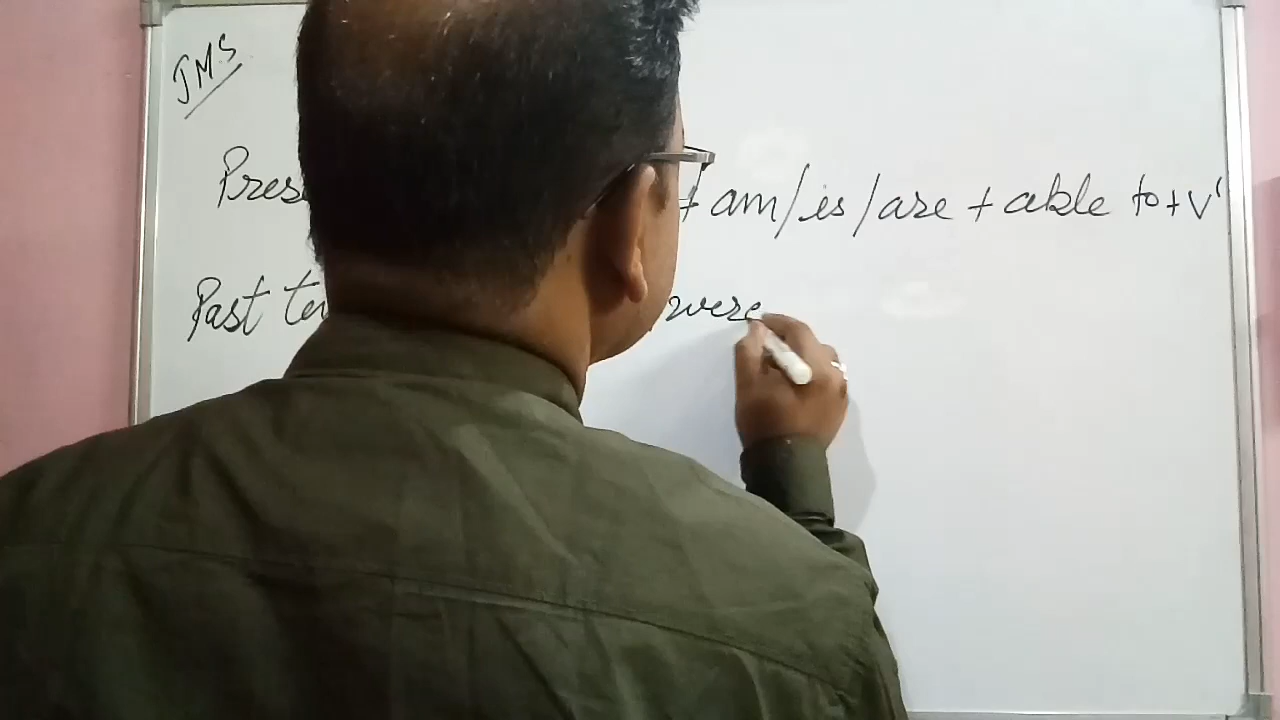 JMS
Pres + am/is/are + able to + V¹
Past te were